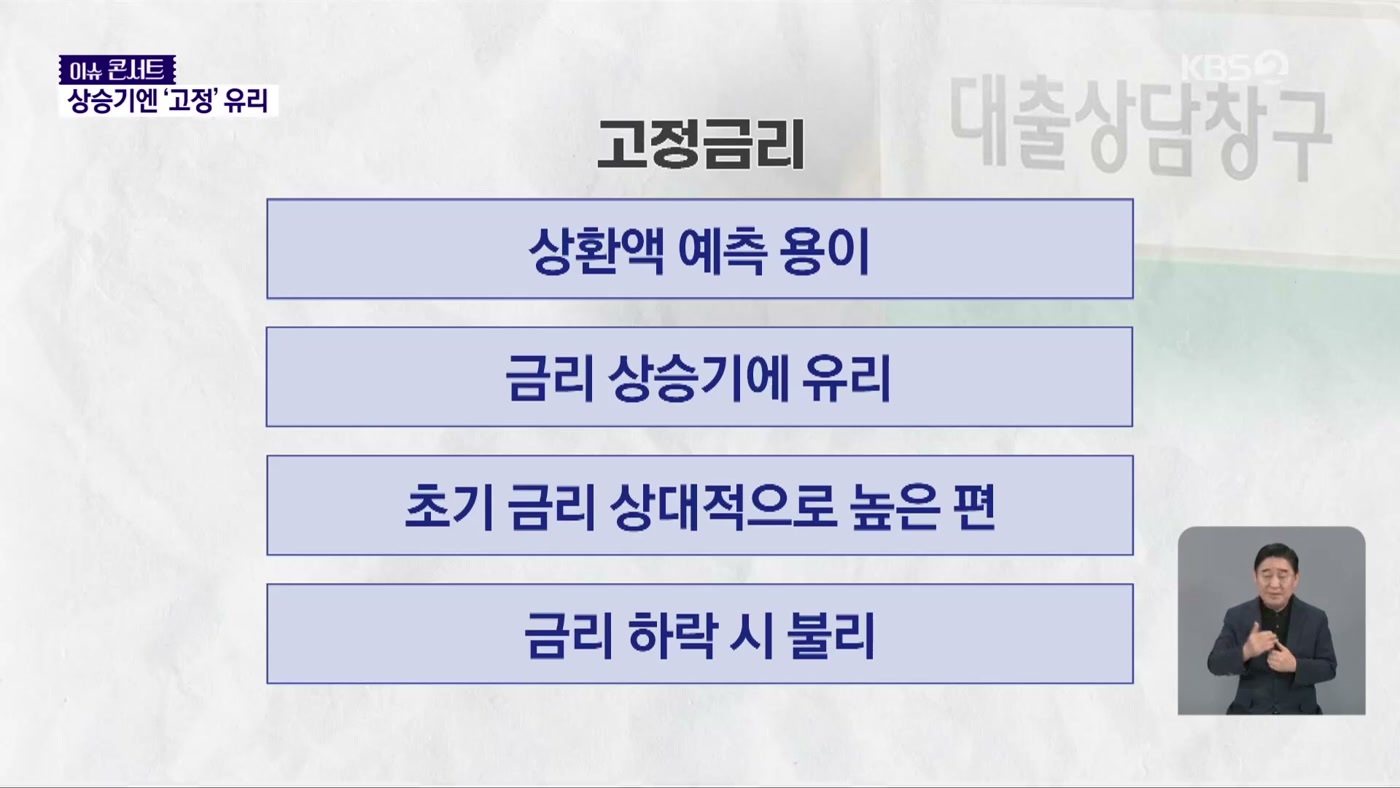 이슈 콘서트
상승기엔 ‘고정’ 유리
KBS2
대출상담창구
고정금리
상환액 예측 용이
금리 상승기에 유리
초기 금리 상대적으로 높은 편
금리 하락 시 불리